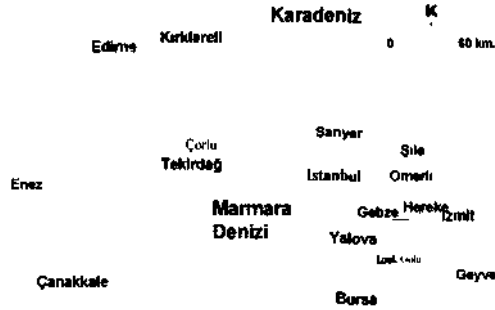 Karadeniz
K
Edirne
Kırklareli
0
60 km.
Sarıyer
Çorlu
Şile
Tekirdağ
İstanbul
Ömerli
Enez
Marmara
Denizi
Gebze
Hereke
İzmit
Yalova
Geyve
Çanakkale
Bursa